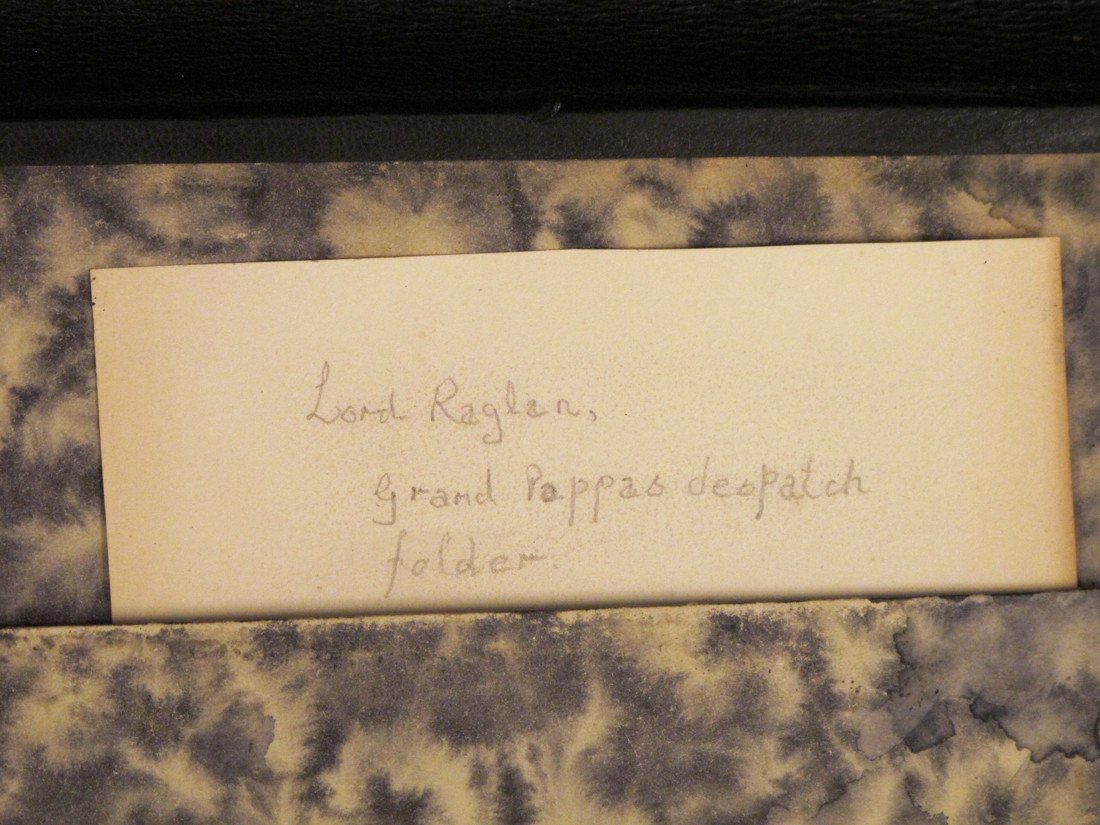 Lord Raglan,
Grand Pappas despatch
folder.